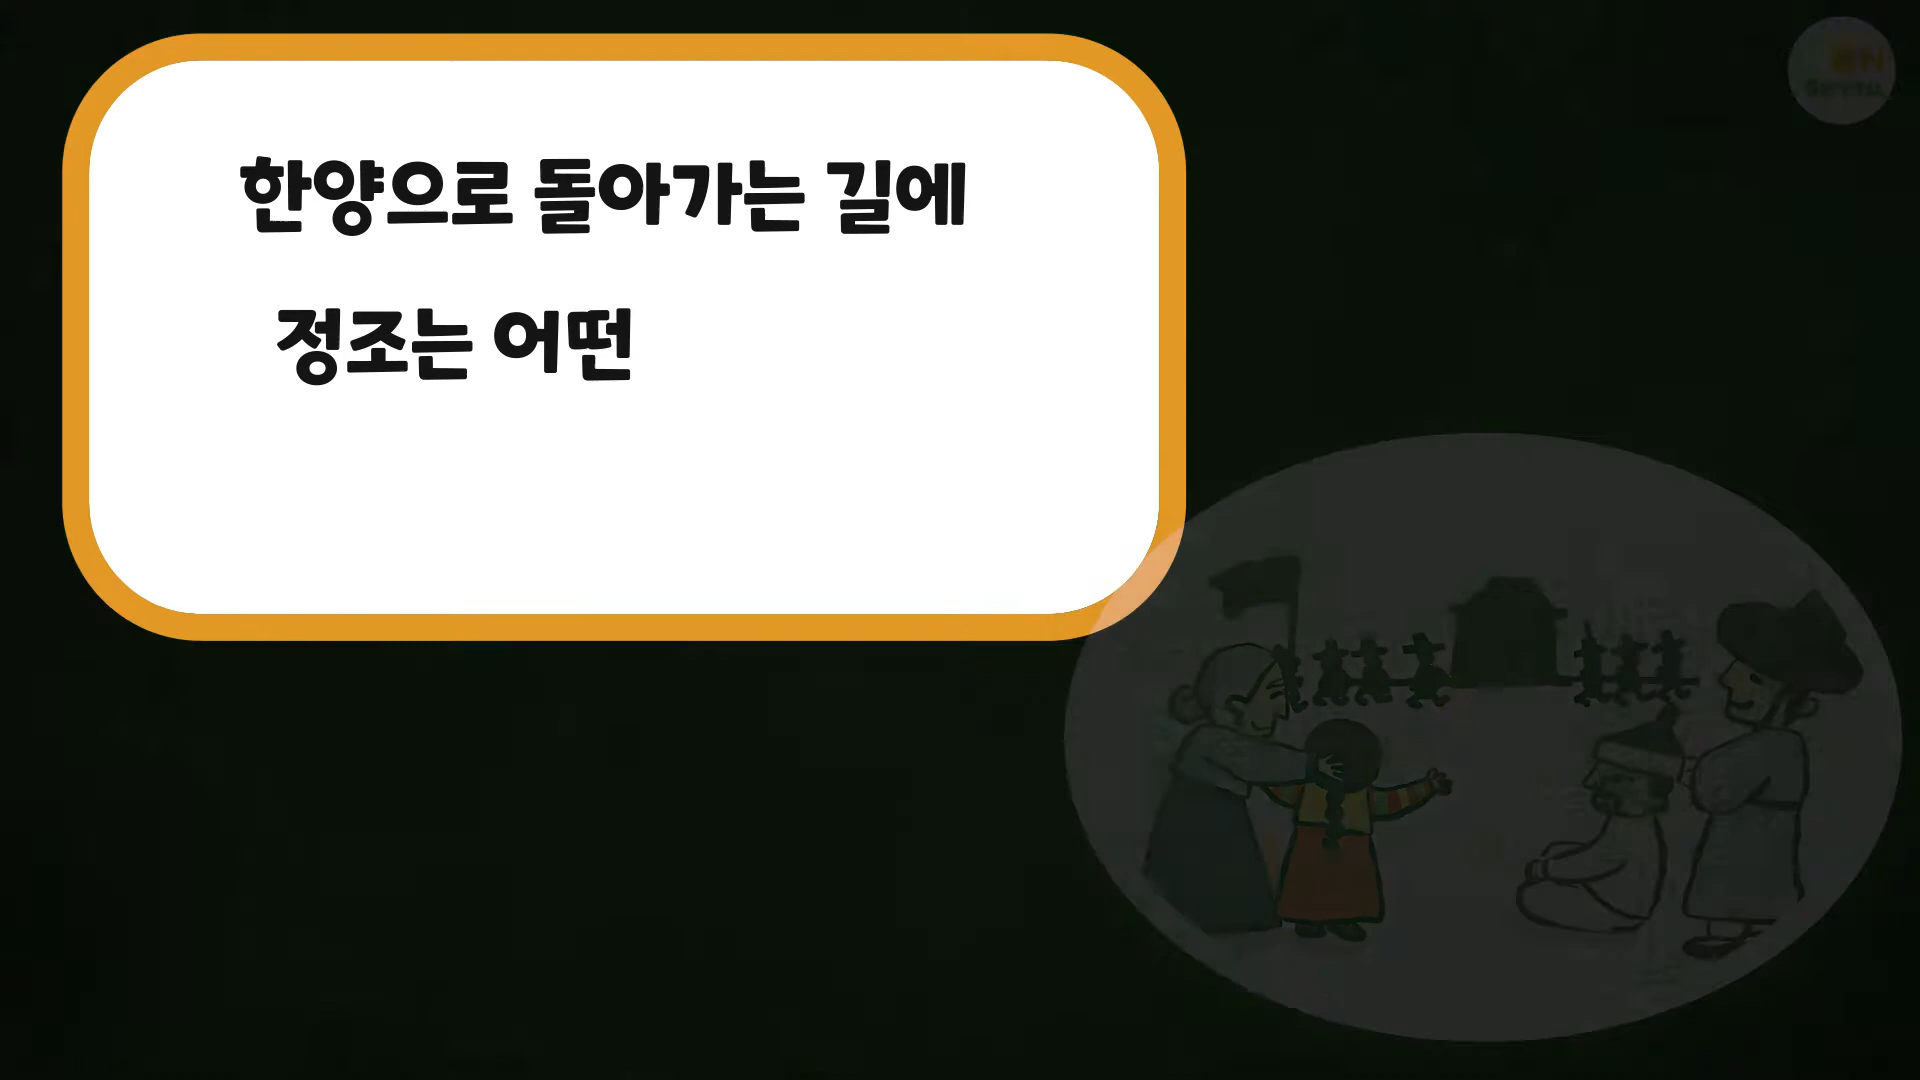 한양으로 돌아가는 길에
정조는 어떤